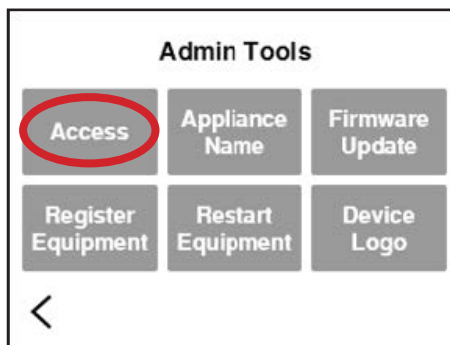 Admin Tools
Access
Appliance
Name
Firmware
Update
Register
Equipment
Restart
Equipment
Device
Logo